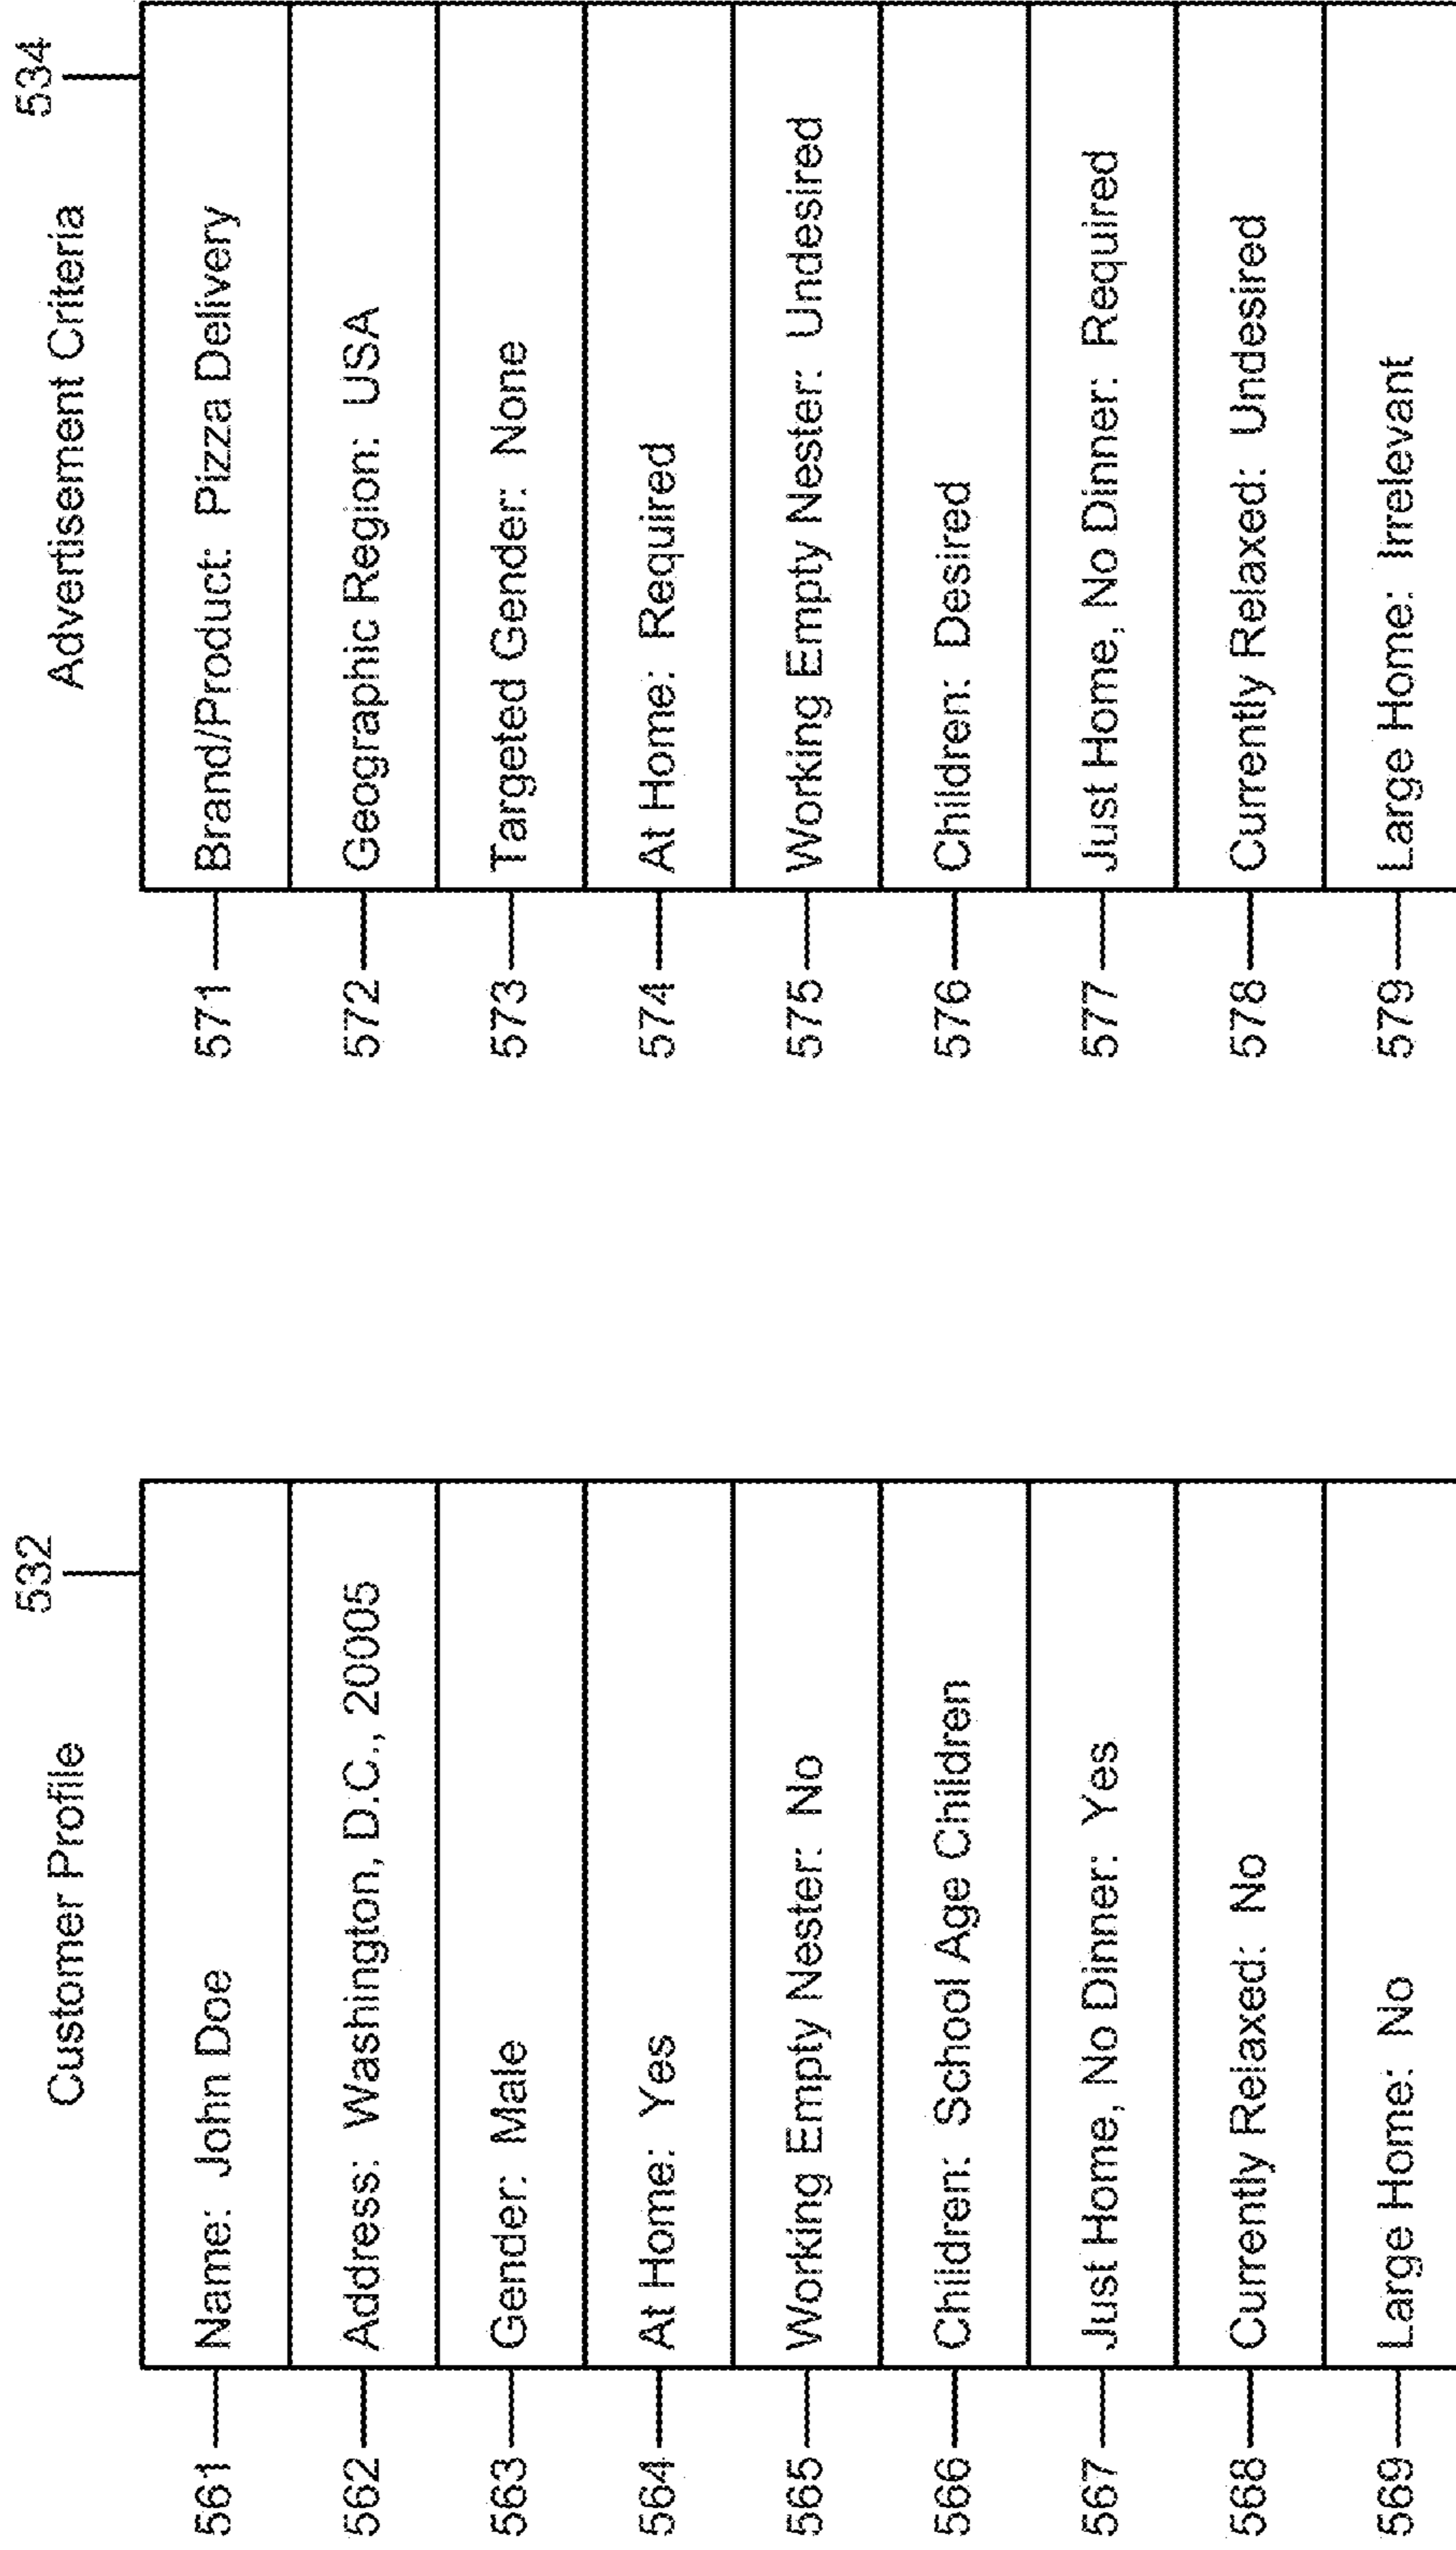 Customer Profile
532
561
Name: John Doe
562
Address: Washington, D.C., 20005
563
Gender: Male
564
At Home: Yes
565
Working Empty Nester: No
566
Children: School Age Children
567
Just Home, No Dinner: Yes
568
Currently Relaxed: No
569
Large Home: No
Advertisement Criteria
534
571
Brand/Product: Pizza Delivery
572
Geographic Region: USA
573
Targeted Gender: None
574
At Home: Required
575
Working Empty Nester: Undesired
576
Children: Desired
577
Just Home, No Dinner: Required
578
Currently Relaxed: Undesired
579
Large Home: Irrelevant